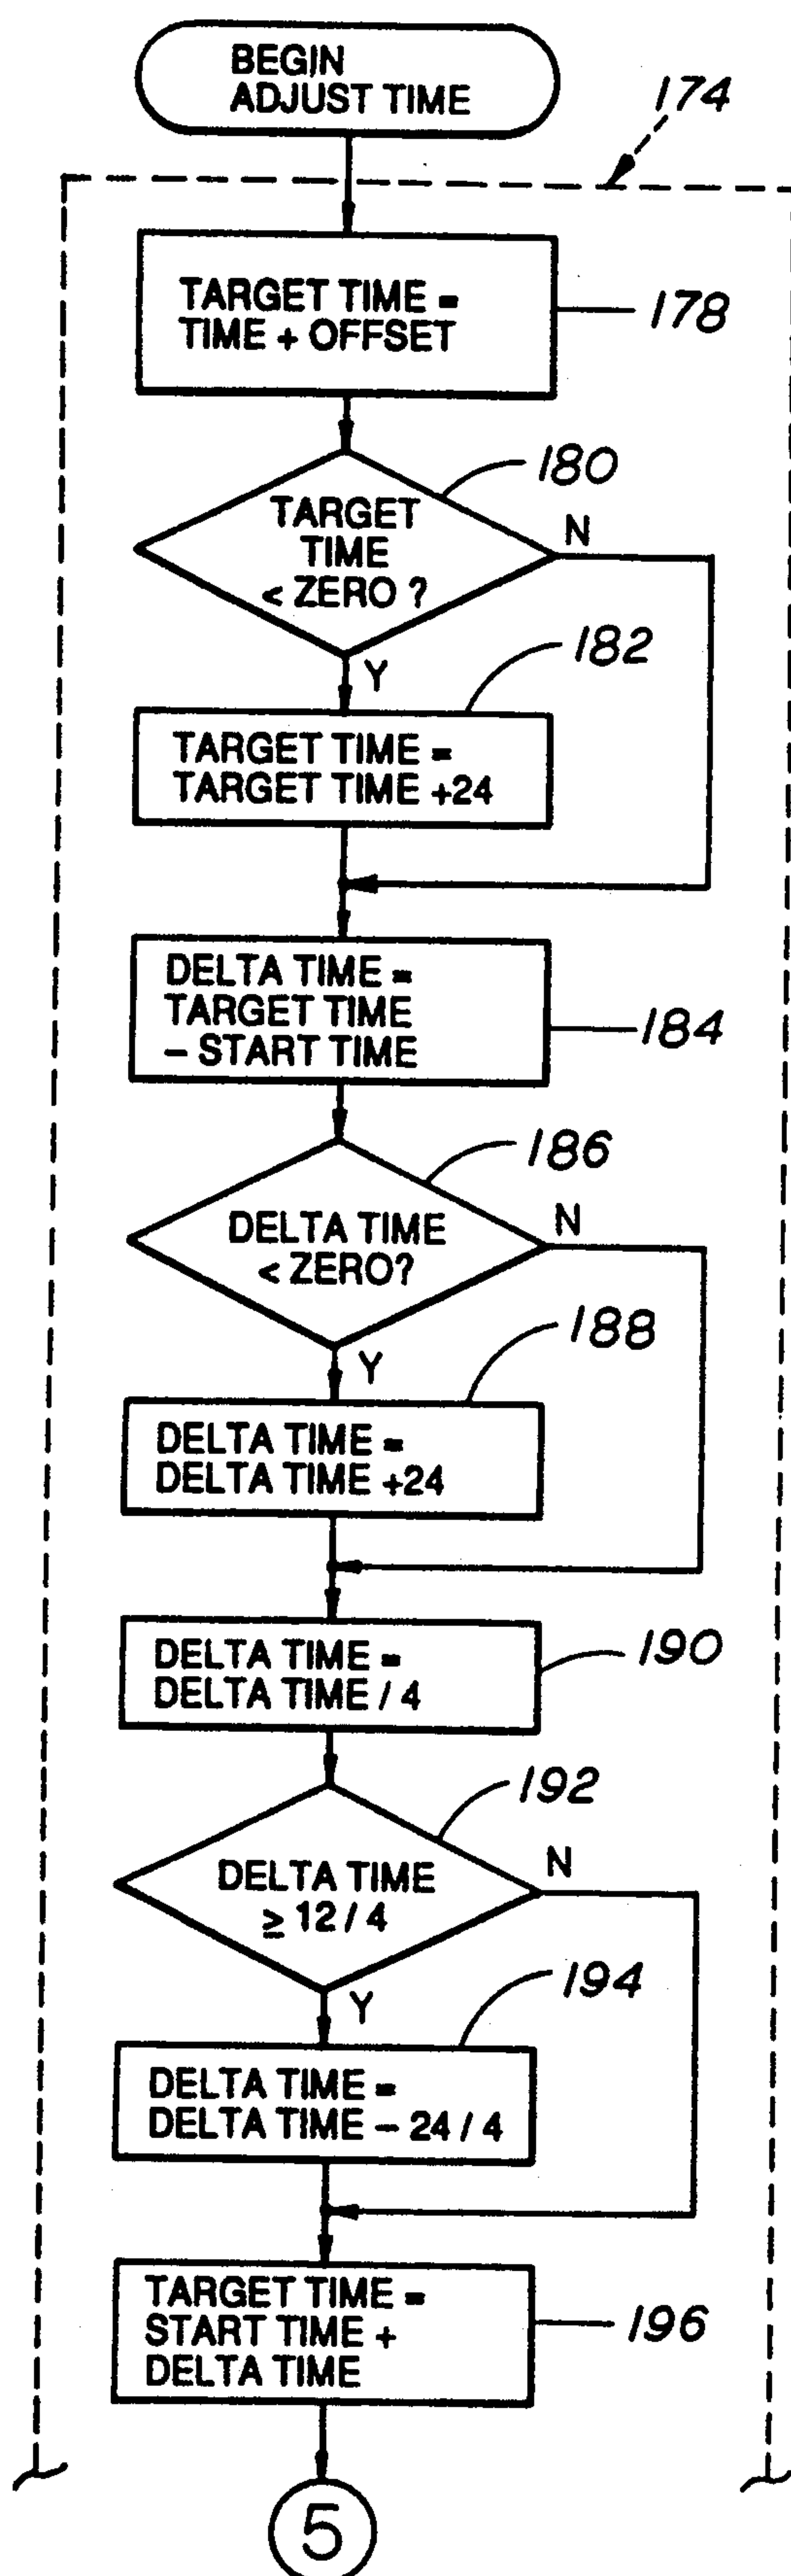 BEGIN
ADJUST TIME
174
TARGET TIME =
TIME + OFFSET
178
180
TARGET
TIME
< ZERO ?
N
182
Y
TARGET TIME =
TARGET TIME +24
DELTA TIME =
TARGET TIME
– START TIME
184
186
DELTA TIME
< ZERO?
N
188
Y
DELTA TIME =
DELTA TIME +24
DELTA TIME =
DELTA TIME / 4
190
192
DELTA TIME
≥ 12 / 4
N
194
Y
DELTA TIME =
DELTA TIME – 24 / 4
TARGET TIME =
START TIME +
DELTA TIME
196
5